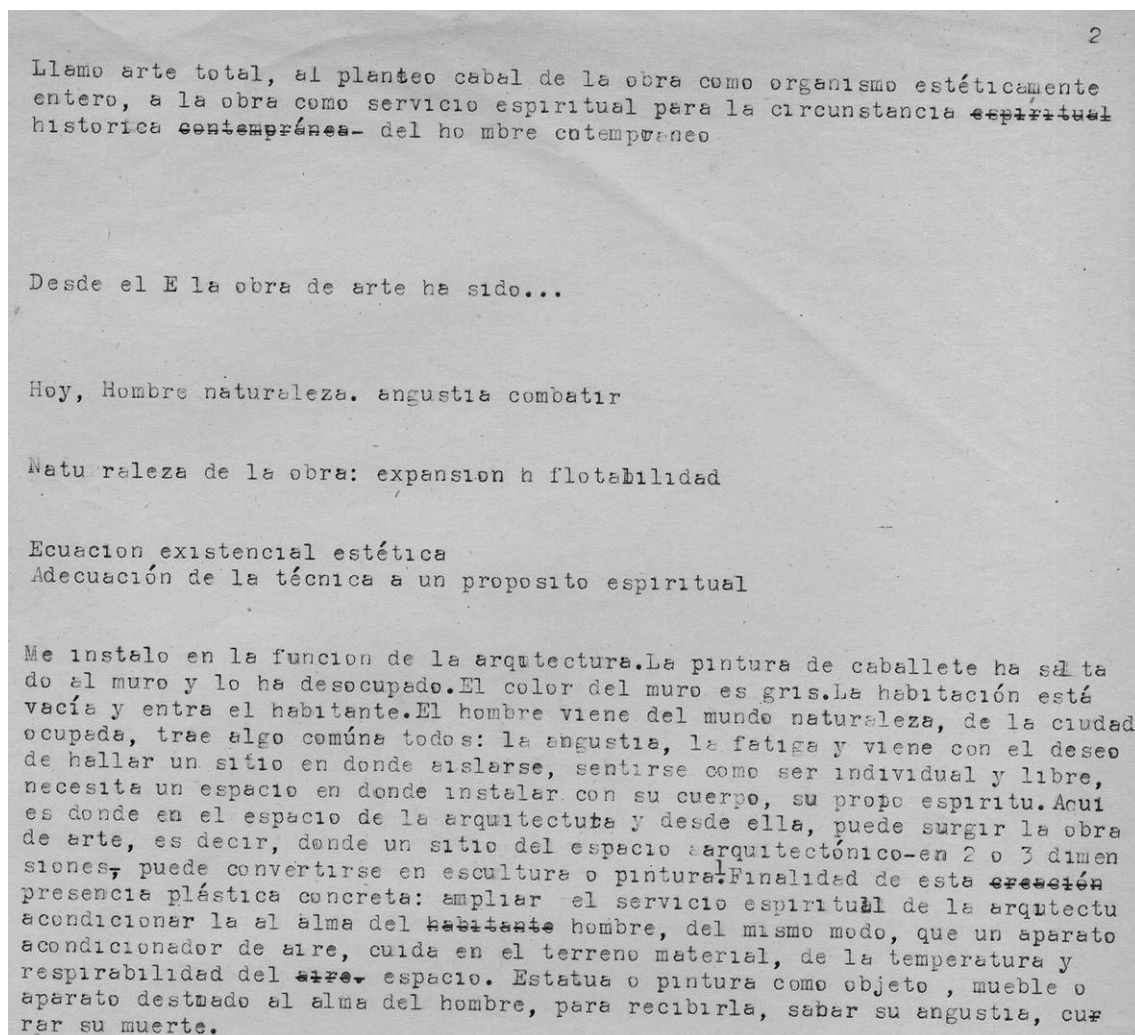 2
Llamo arte total, al planteo cabal de la obra como organismo estéticamente
entero, a la obra como servicio espiritual para la circunstancia espiritual
historica contempránea- del ho mbre cntemporaneo
Desde el E la obra de arte ha sido...
Hoy, Hombre naturaleza. angustia combatir
Natu raleza de la obra: expansion h flotabilidad
Ecuacion existencial estética
Adecuación de la técnica a un proposito espiritual
Me instalo en la funcion de la arqutectura.La pintura de caballete ha salta
do al muro y lo ha desocupado.El color del muro es gris.La habitación está
vacía y entra el habitante.El hombre viene del mundo naturaleza, de la ciudad
ocupada, trae algo comúna todos: la angustia, la fatiga y viene con el deseo
de hallar un sitio en donde aislarse, sentirse como ser individual y libre,
necesita un espacio en donde instalar con su cuerpo, su propo espiritu.Aqui
es donde en el espacio de la arquitectura y desde ella, puede surgir la obra
de arte, es decir, donde un sitio del espacio aarquitectónico-en 2 o 3 dimen
siones, puede convertirse en escultura o pintura!Finalidad de esta creación
presencia plástica concreta: ampliar el servicio espiritual de la arqutectu
acondicionar la al alma del habitante hombre, del mismo modo, que un aparato
acondicionador de aire, cuida en el terreno material, de la temperatura y
respirabilidad del aire. espacio. Estatua o pintura como objeto , mueble o
aparato destnado al alma del hombre, para recibirla, sabar su angustia, cur
rar su muerte.